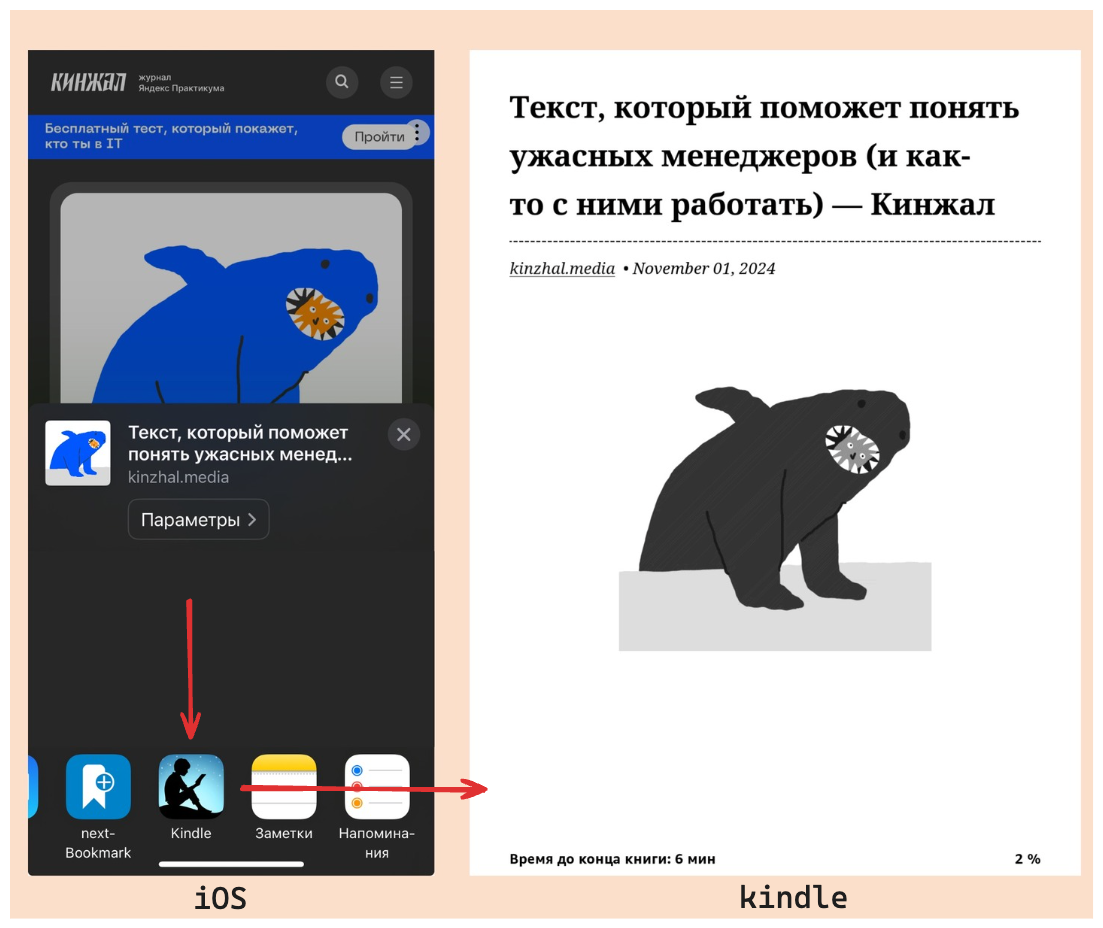 КИНЖАЛ
журнал
Яндекс Практикума
Бесплатный тест, который покажет,
кто ты в IT
Пройти
Текст, который поможет
понять ужасных менед...
kinzhal.media
Параметры
next-
Bookmark
Kindle
Заметки
Напомина-
ния
iOS
Текст, который поможет понять
ужасных менеджеров (и как-
то с ними работать) — Кинжал
kinzhal.media • November 01, 2024
Время до конца книги: 6 мин
2 %
kindle